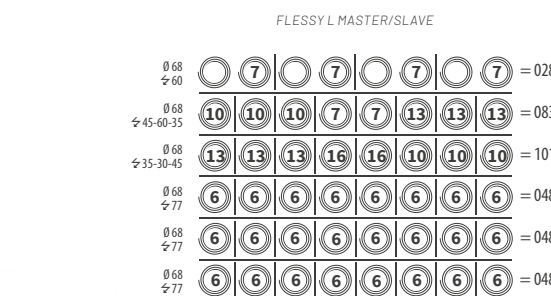 FLESSY L MASTER/SLAVE
Ø 68
60 7 7 7 7 = 028
Ø 68
45-60-35 10 10 10 7 7 13 13 13 = 083
Ø 68
35-30-45 13 13 13 16 16 10 10 10 = 101
Ø 68
77 6 6 6 6 6 6 6 6 = 048
Ø 68
77 6 6 6 6 6 6 6 6 = 048
Ø 68
77 6 6 6 6 6 6 6 6 = 048